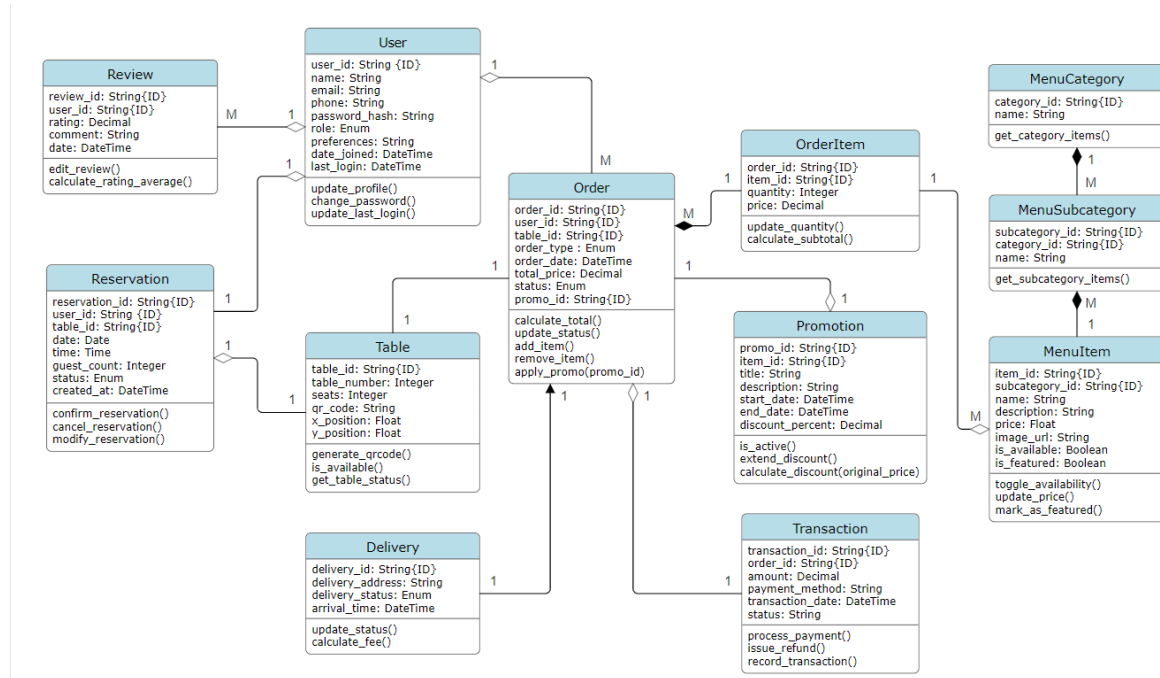 User
user_id: String {ID}
name: String
email: String
phone: String
password_hash: String
role: Enum
preferences: String
date_joined: DateTime
last_login: DateTime
update_profile()
change_password()
update_last_login()
1
M
1
M
1
1
Review
review_id: String{ID}
user_id: String{ID}
rating: Decimal
comment: String
date: DateTime
edit_review()
calculate_rating_average()
Reservation
reservation_id: String{ID}
user_id: String {ID}
table_id: String{ID}
date: Date
time: Time
guest_count: Integer
status: Enum
created_at: DateTime
confirm_reservation()
cancel_reservation()
modify_reservation()
1
1
Table
table_id: String{ID}
table_number: Integer
seats: Integer
qr_code: String
x_position: Float
y_position: Float
generate_qrcode()
is_available()
get_table_status()
1
1
Order
order_id: String{ID}
user_id: String{ID}
table_id: String{ID}
order_type : Enum
order_date: DateTime
total_price: Decimal
status: Enum
promo_id: String{ID}
calculate_total()
update_status()
add_item()
remove_item()
apply_promo(promo_id)
M
1
1
1
1
1
Delivery
delivery_id: String{ID}
delivery_address: String
delivery_status: Enum
arrival_time: DateTime
update_status()
calculate_fee()
1
1
OrderItem
order_id: String{ID}
item_id: String{ID}
quantity: Integer
price: Decimal
update_quantity()
calculate_subtotal()
1
M
Promotion
promo_id: String{ID}
item_id: String{ID}
title: String
description: String
start_date: DateTime
end_date: DateTime
discount_percent: Decimal
is_active()
extend_discount()
calculate_discount(original_price)
Transaction
transaction_id: String{ID}
order_id: String{ID}
amount: Decimal
payment_method: String
transaction_date: DateTime
status: String
process_payment()
issue_refund()
record_transaction()
MenuCategory
category_id: String{ID}
name: String
get_category_items()
1
M
MenuSubcategory
subcategory_id: String{ID}
category_id: String{ID}
name: String
get_subcategory_items()
M
1
MenuItem
item_id: String{ID}
subcategory_id: String{ID}
name: String
description: String
price: Float
image_url: String
is_available: Boolean
is_featured: Boolean
toggle_availability()
update_price()
mark_as_featured()